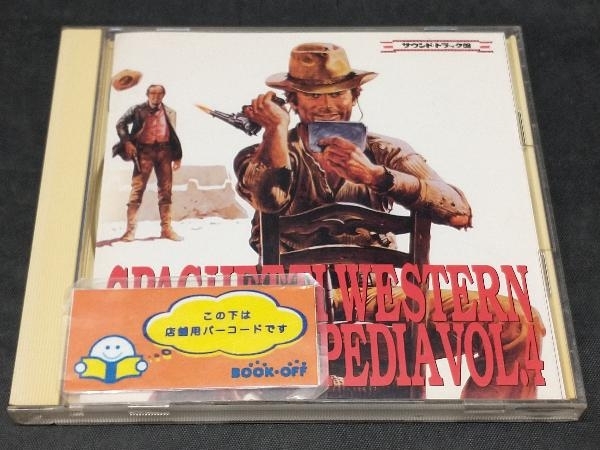 サウンド・トラック盤
SPAGHETTI WESTERN
PEDIA VOL.4
この下は
店舗用バーコードです
BOOK-OFF